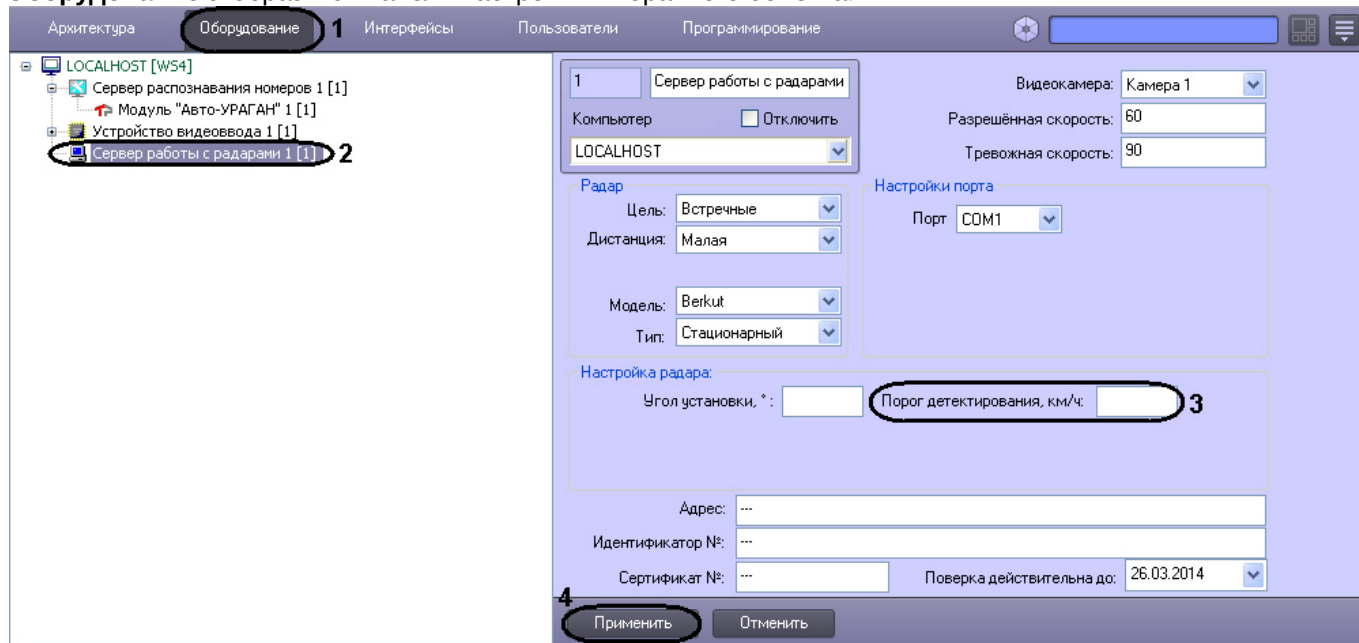 Архитектура Оборудование 1 Интерфейсы Пользователи Программирование
LOCALHOST [WS4]
Сервер распознавания номеров 1 [1]
Модуль "Авто-УРАГАН" 1 [1]
Устройство видеоввода 1 [1]
Сервер работы с радарами 1 [1] 2
1 Сервер работы с радарами
Компьютер Отключить
LOCALHOST
Видеокамера: Камера 1
Разрешённая скорость: 60
Тревожная скорость: 90
Радар
Цель: Встречные
Дистанция: Малая
Модель: Berkut
Тип: Стационарный
Настройки порта
Порт COM1
Настройка радара:
Угол установки, ° : Порог детектирования, км/ч: 3
Адрес: ---
Идентификатор №: ---
Сертификат №: --- Поверка действительна до: 26.03.2014
4
Применить Отменить